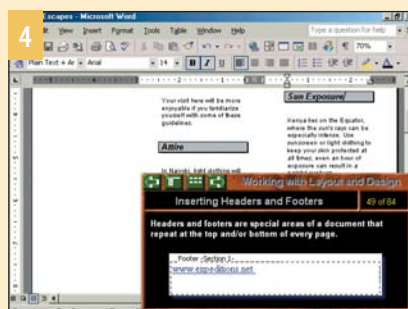 4
Escapes - Microsoft Word
View Insert Format Tools Table Window Help
Type a question for help
70%
Plain Text + Ar
Arial
14
B I U
Your visit here will be more
enjoyable if you familiarize
yourself with some of these
guidelines.
Attire
In Nairobi, light clothing will
Sun Exposure
Kenya lies on the Equator,
where the sun's rays can be
especially intense. Use
sunscreen or light clothing to
keep your skin protected at
all times; even an hour of
exposure can result in a
Working with Layout and Design
Inserting Headers and Footers
49 of 84
Headers and footers are special areas of a document that
repeat at the top and/or bottom of every page.
Footer -Section 1-
www.expeditions.net